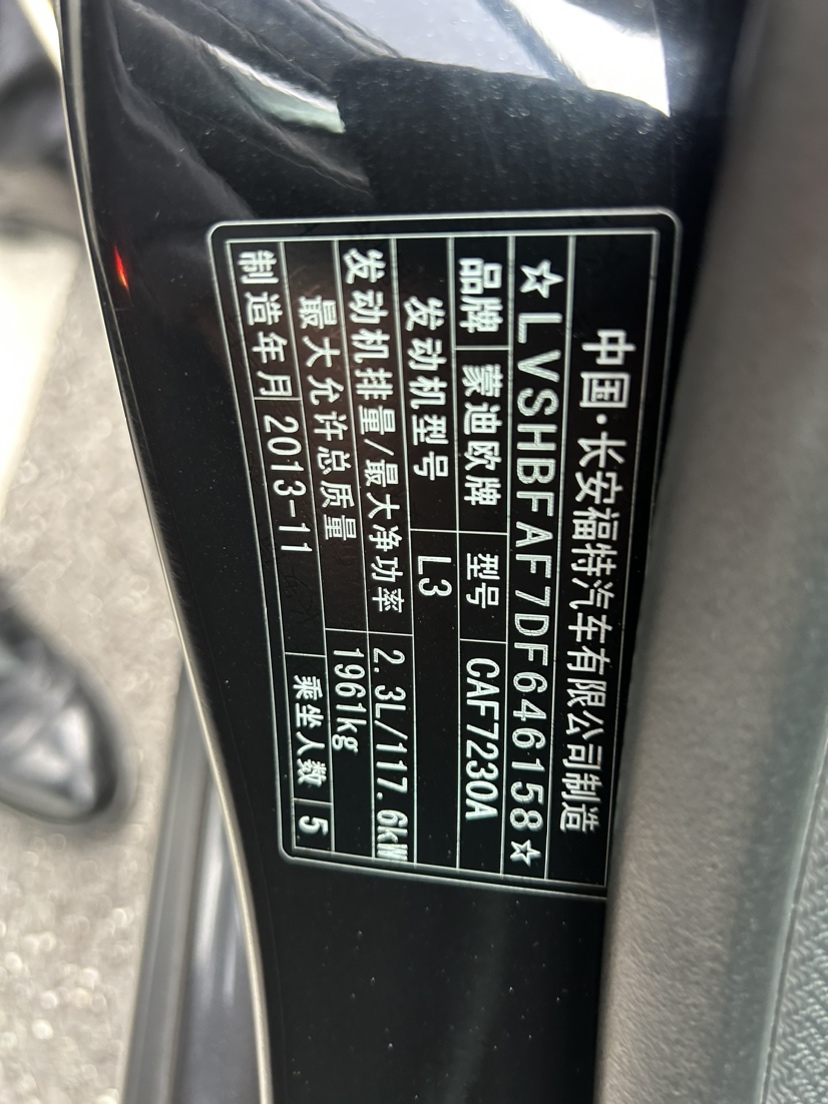 中国·长安福特汽车有限公司制造
☆LVSHBFAF7DF646158☆
品牌 蒙迪欧牌 型号 CAF7230A
发动机型号 L3
发动机排量/最大净功率 2.3L/117.6kW
最大允许总质量 1961kg
制造年月 2013-11 乘坐人数 5